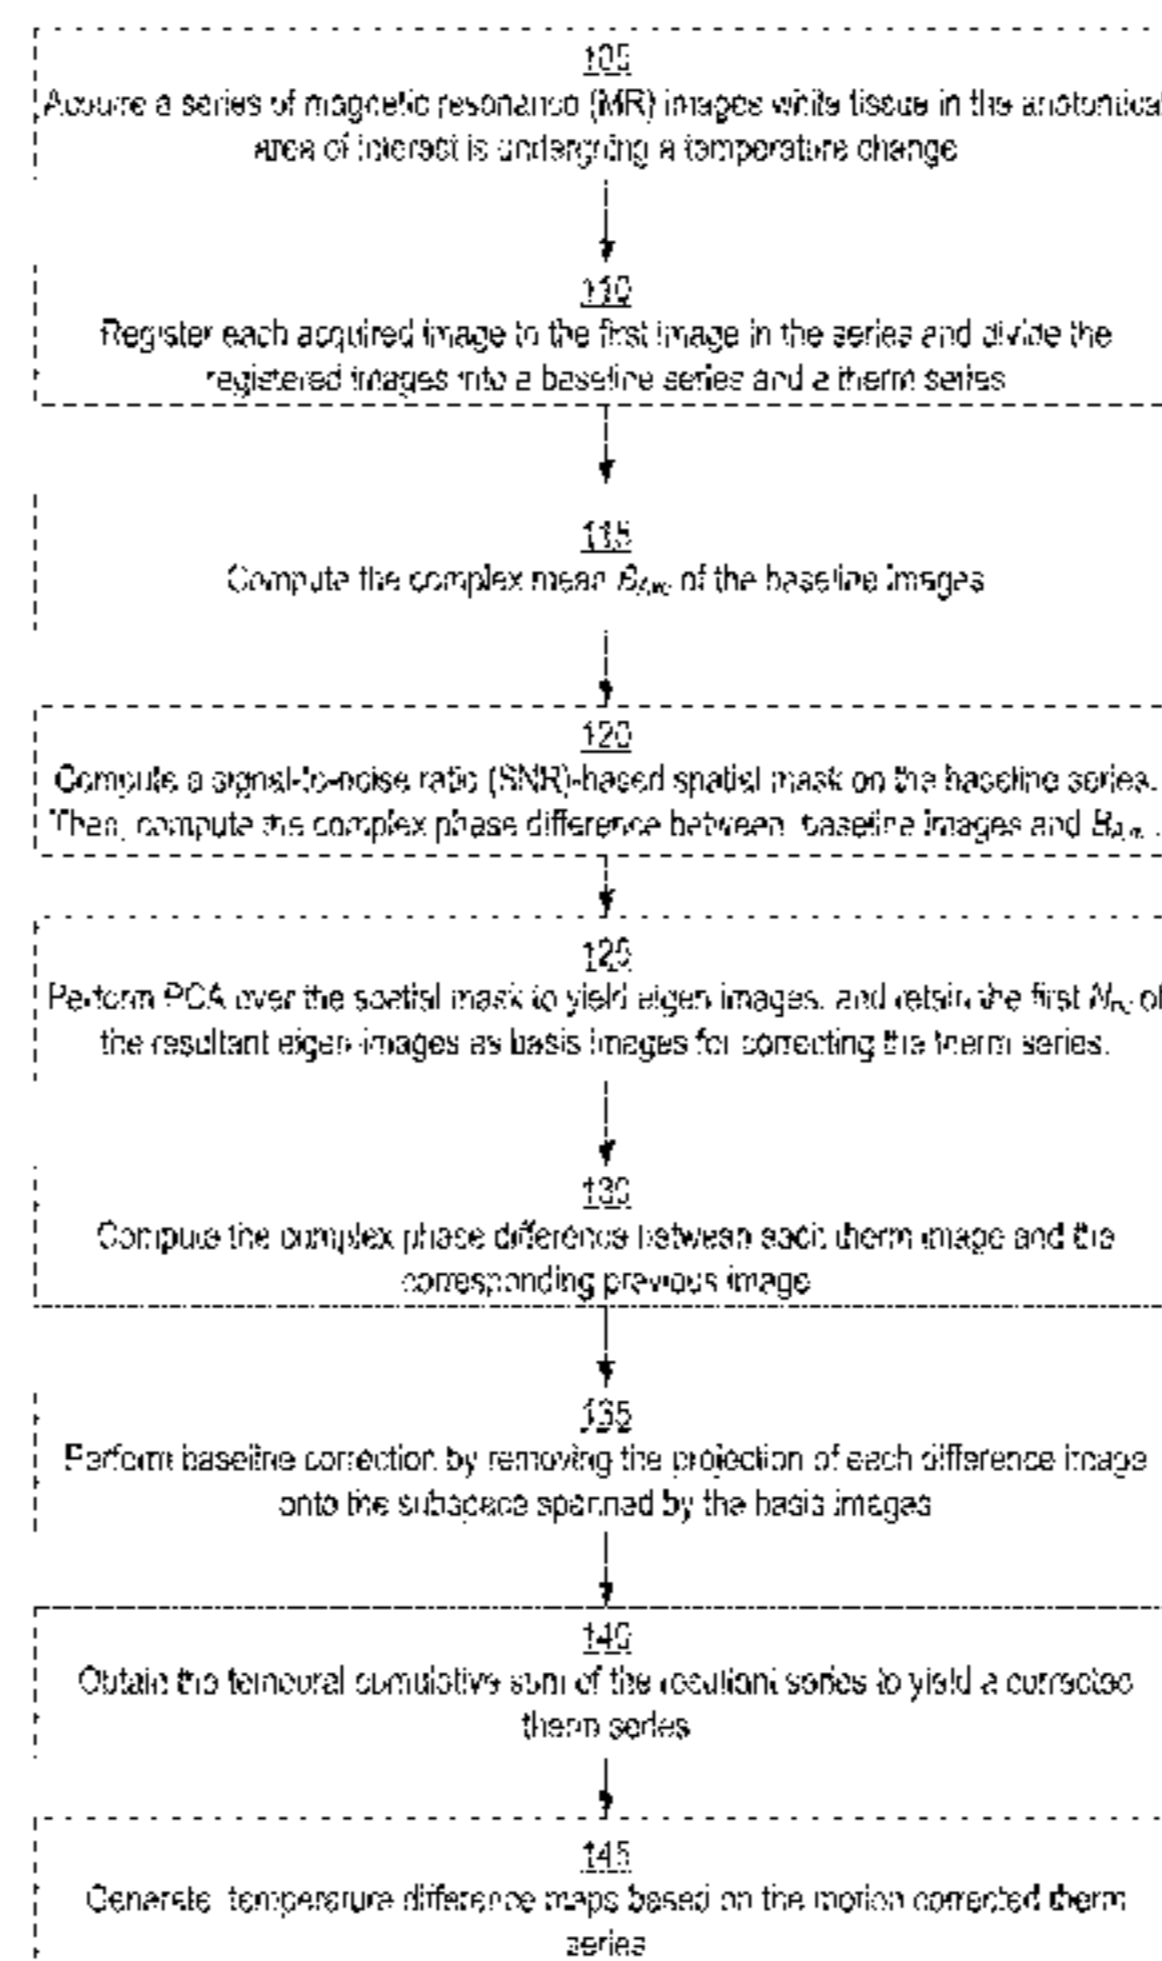 105
Acquire a series of magnetic resonance (MR) images while tissue in the anatomical
area of interest is undergoing a temperature change
110
Register each acquired image to the first image in the series and divide the
registered images into a baseline series and a therm series
115
Compute the complex mean of the baseline images
120
Compute a signal-to-noise ratio (SNR)-based spatial mask on the baseline series.
Then, compute the complex phase difference between baseline images and
125
Perform PCA over the spatial mask to yield eigen images, and retain the first of
the resultant eigen-images as basis images for correcting the therm series.
130
Compute the complex phase difference between each therm image and the
corresponding previous image
135
Perform baseline correction by removing the projection of each difference image
onto the subspace spanned by the basis images
140
Obtain the temporal cumulative sum of the resultant series to yield a corrected
therm series
145
Generate temperature difference maps based on the motion corrected therm
series